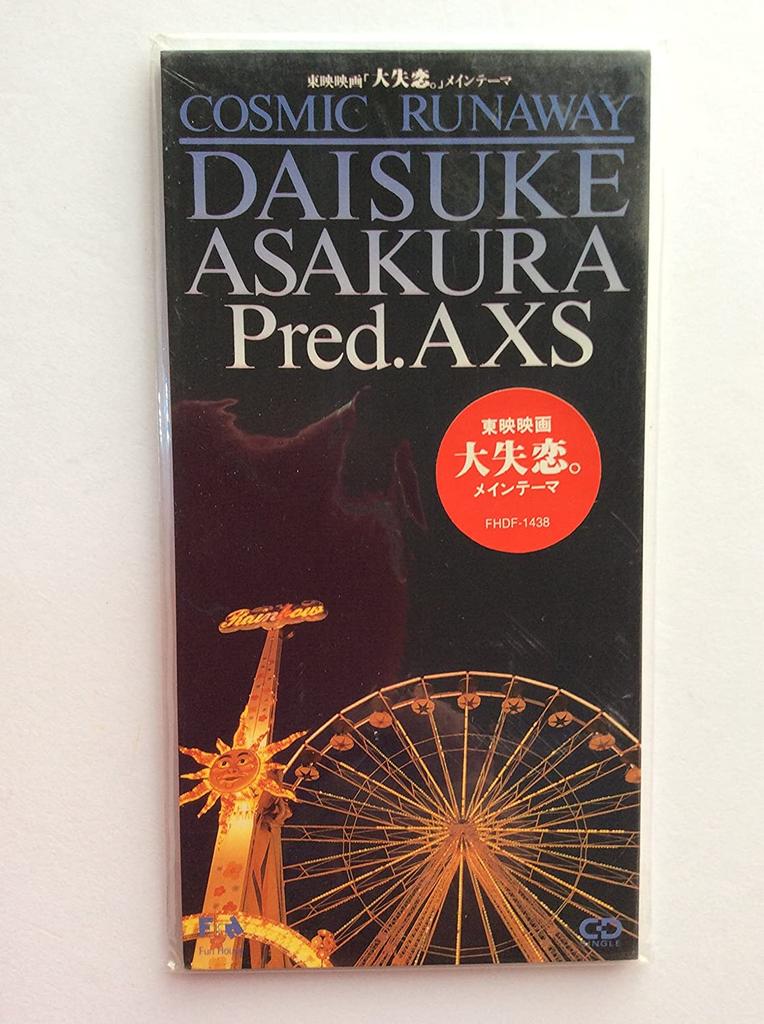 東映映画「大失恋。」メインテーマ
COSMIC RUNAWAY
DAISUKE
ASAKURA
Pred.AXS
東映映画
大失恋。
メインテーマ
FHDF-1438
Rainbow
Fun House
CD
SINGLE